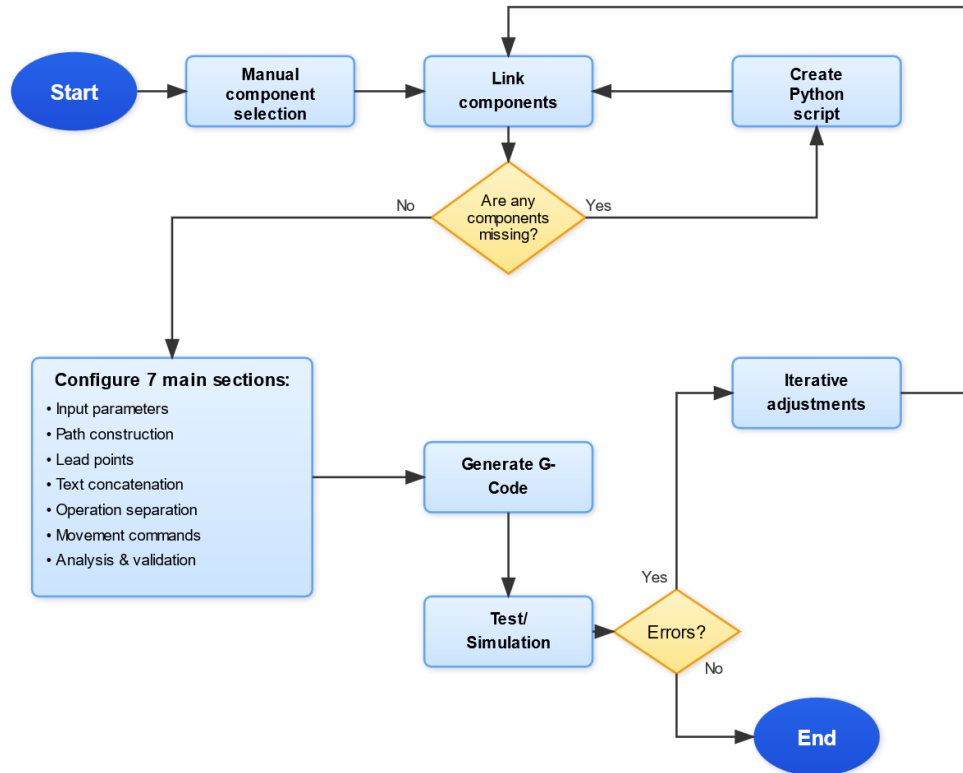 Start
Manual
component
selection
Link
components
Create
Python
script
Are any
components
missing?
No
Yes
Configure 7 main sections:
• Input parameters
• Path construction
• Lead points
• Text concatenation
• Operation separation
• Movement commands
• Analysis & validation
Generate G-
Code
Test/
Simulation
Errors?
Yes
No
Iterative
adjustments
End